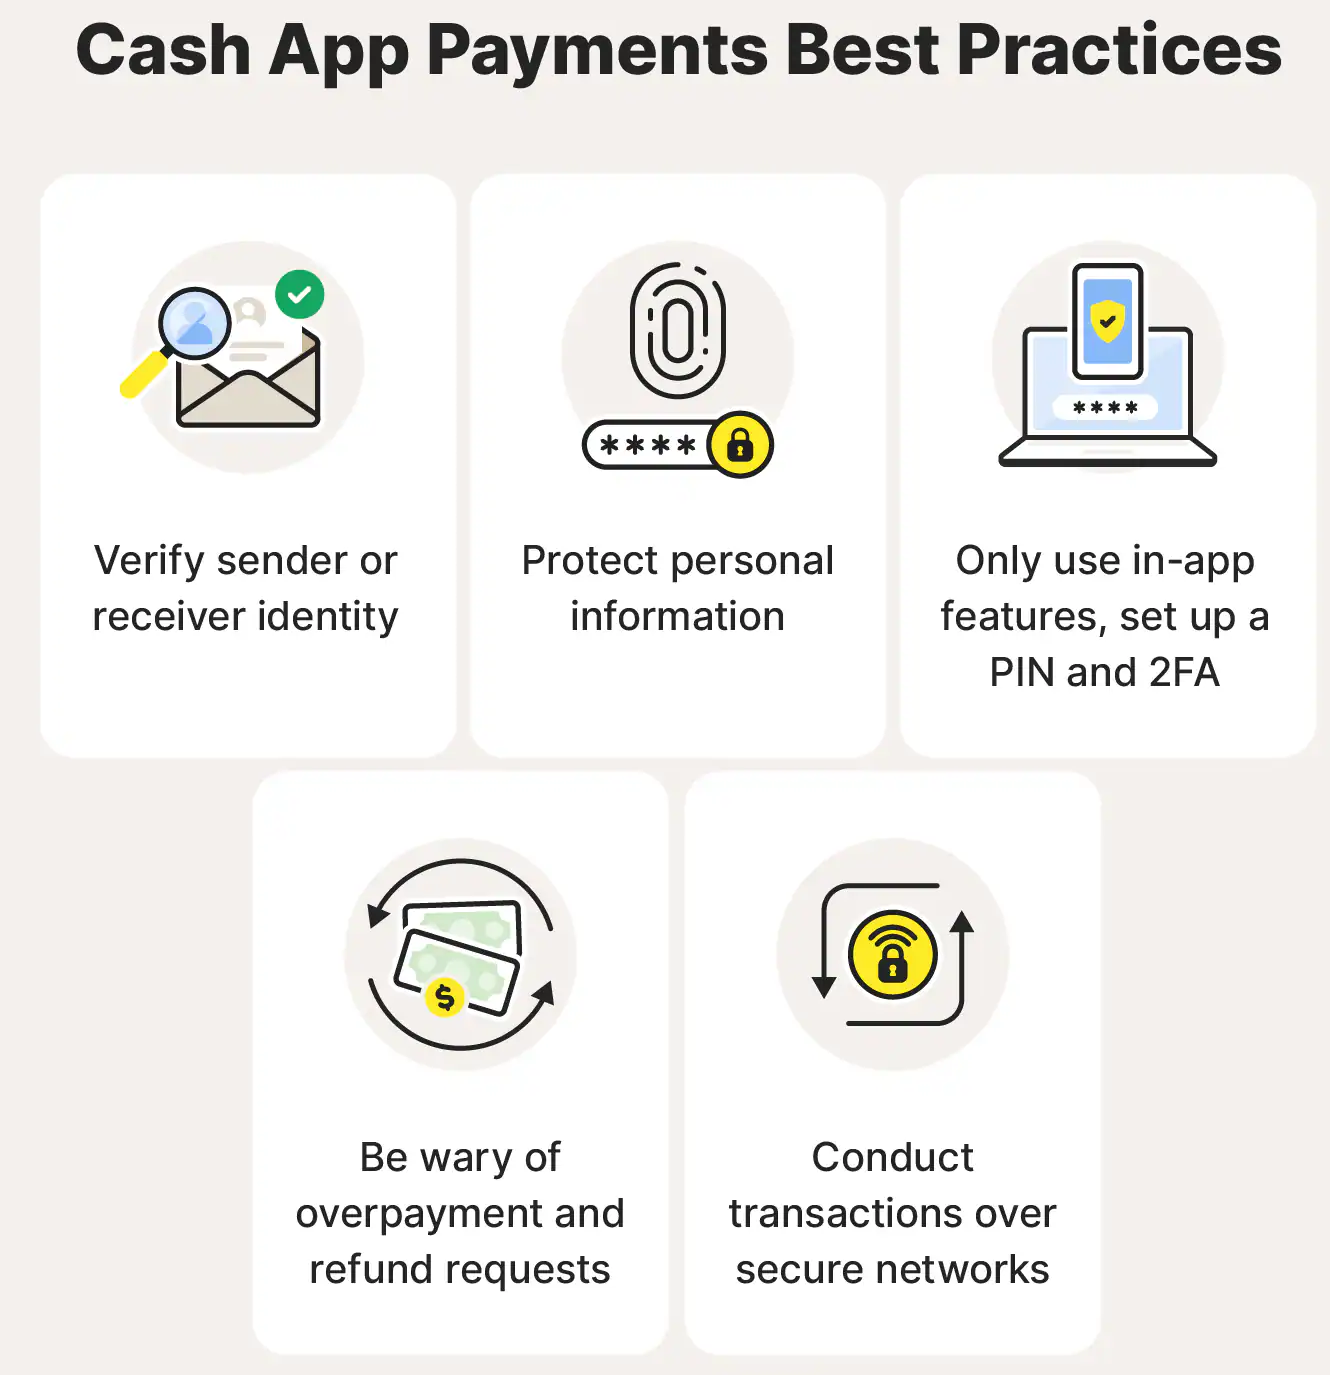 Cash App Payments Best Practices
Verify sender or
receiver identity
****
Protect personal
information
****
Only use in-app
features, set up a
PIN and 2FA
$
Be wary of
overpayment and
refund requests
Conduct
transactions over
secure networks